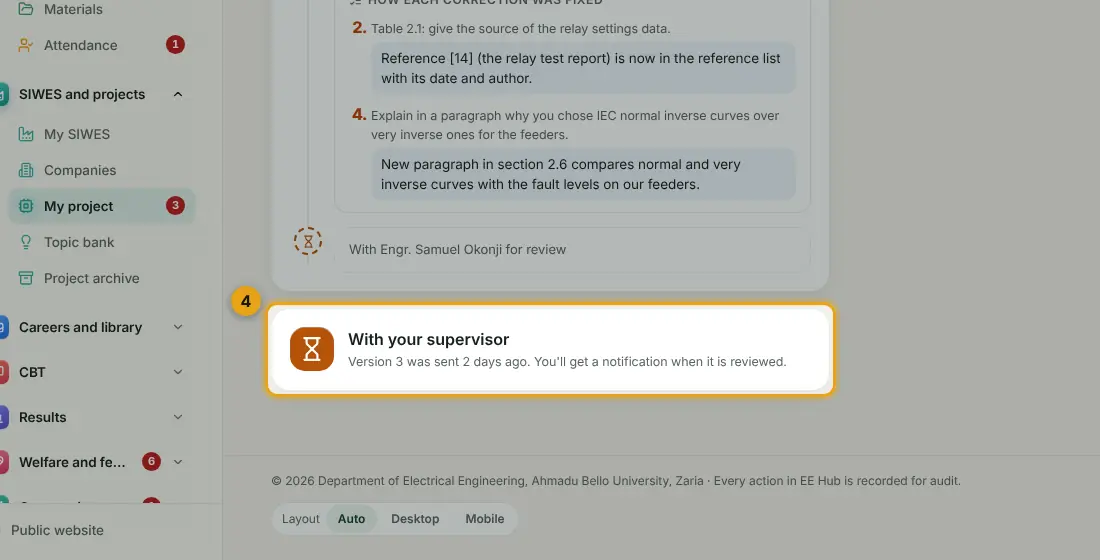 Materials
Attendance 1
SIWES and projects
My SIWES
Companies
My project 3
Topic bank
Project archive
Careers and library
CBT
Results
Welfare and fe... 6
Public website
HOW EACH CORRECTION WAS FIXED
2. Table 2.1: give the source of the relay settings data.
Reference [14] (the relay test report) is now in the reference list
with its date and author.
4. Explain in a paragraph why you chose IEC normal inverse curves over
very inverse ones for the feeders.
New paragraph in section 2.6 compares normal and very
inverse curves with the fault levels on our feeders.
With Engr. Samuel Okonji for review
4
With your supervisor
Version 3 was sent 2 days ago. You'll get a notification when it is reviewed.
© 2026 Department of Electrical Engineering, Ahmadu Bello University, Zaria · Every action in EE Hub is recorded for audit.
Layout Auto Desktop Mobile